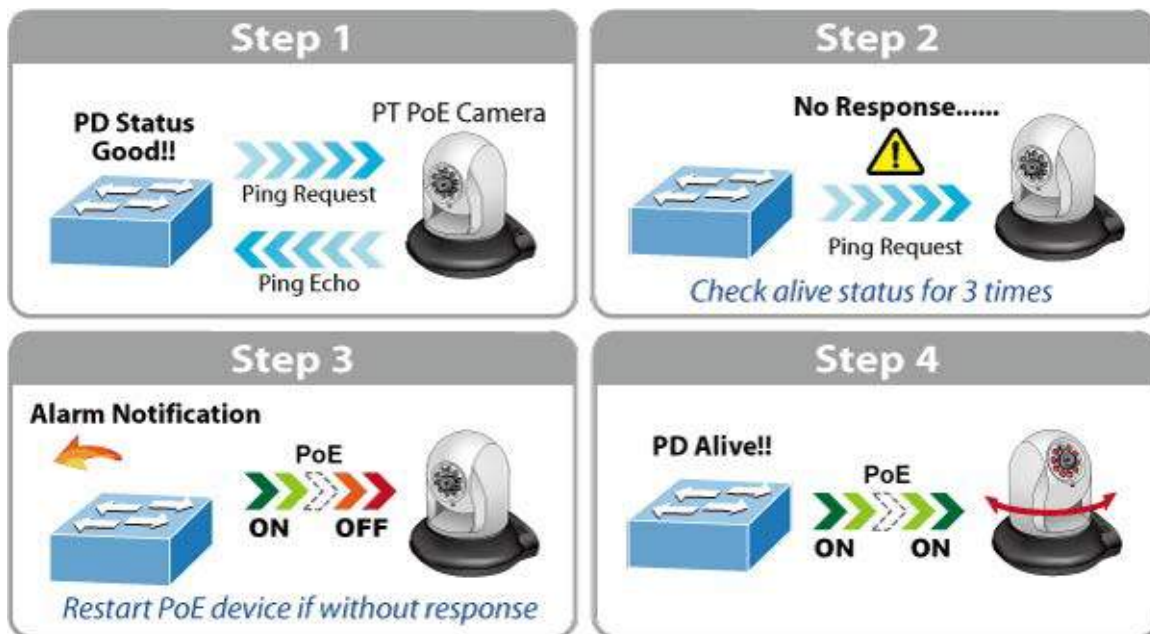 Step 1
PD Status
Good!!
PT PoE Camera
Ping Request
Ping Echo
Step 2
No Response......
Ping Request
Check alive status for 3 times
Step 3
Alarm Notification
PoE
ON OFF
Restart PoE device if without response
Step 4
PD Alive!!
PoE
ON ON